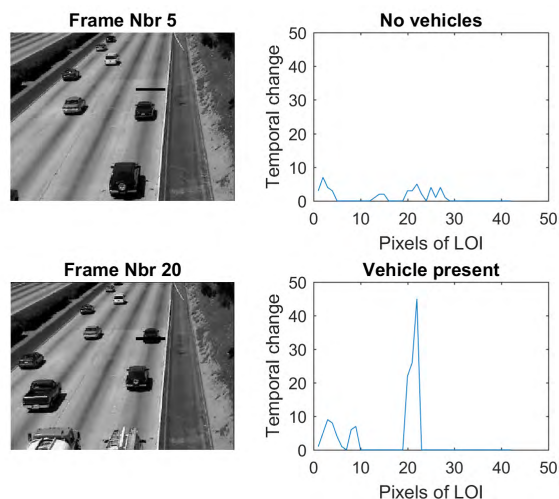 Frame Nbr 5
No vehicles
50
40
30
20
10
0
Temporal change
0 10 20 30 40 50
Pixels of LOI
Frame Nbr 20
Vehicle present
50
40
30
20
10
0
Temporal change
0 10 20 30 40 50
Pixels of LOI